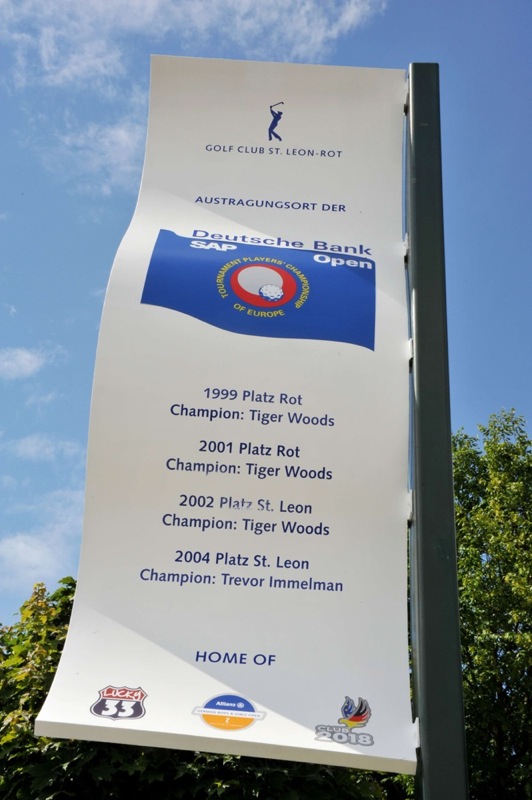 GOLF CLUB ST. LEON-ROT
AUSTRAGUNGSORT DER
Deutsche Bank
SAP Open
TOURNAMENT PLAYERS' CHAMPIONSHIP
OF EUROPE
1999 Platz Rot
Champion: Tiger Woods
2001 Platz Rot
Champion: Tiger Woods
2002 Platz St. Leon
Champion: Tiger Woods
2004 Platz St. Leon
Champion: Trevor Immelman
HOME OF
LUCKY
33
Allianz
CLUB
2018